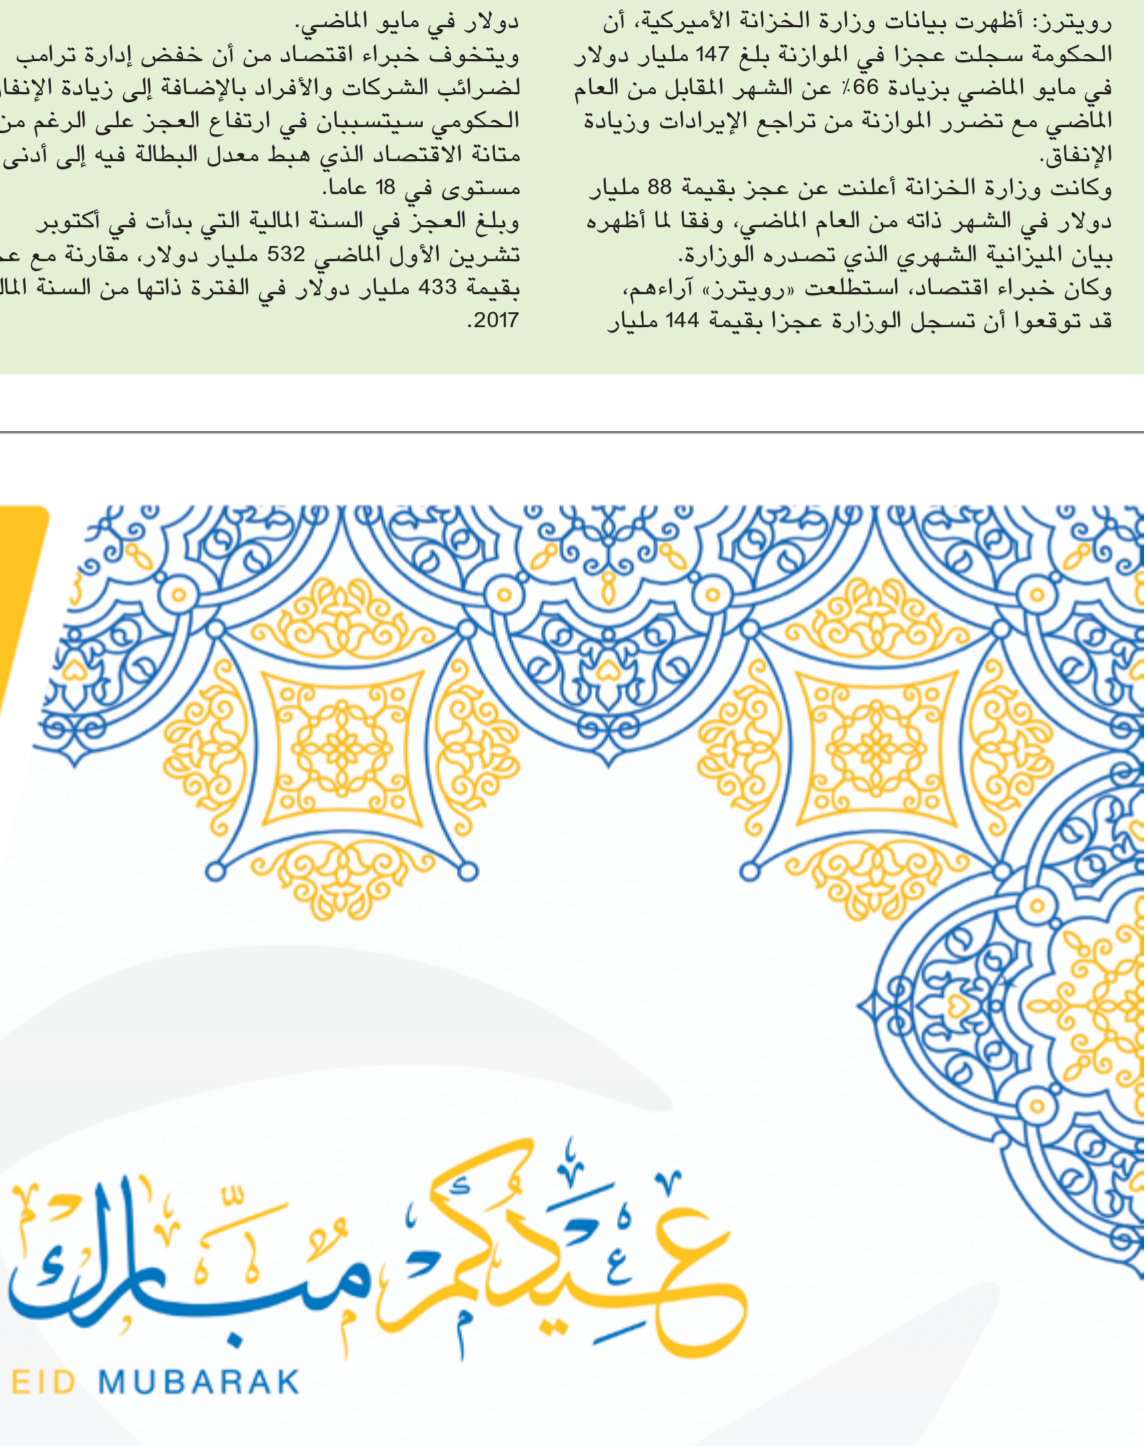 رويترز: أظهرت بيانات وزارة الخزانة الأميركية، أن
الحكومة سجلت عجزا في الموازنة بلغ 147 مليار دولار
في مايو الماضي بزيادة 66٪ عن الشهر المقابل من العام
الماضي مع تضرر الموازنة من تراجع الإيرادات وزيادة
الإنفاق.
وكانت وزارة الخزانة أعلنت عن عجز بقيمة 88 مليار
دولار في الشهر ذاته من العام الماضي، وفقا لما أظهره
بيان الميزانية الشهري الذي تصدره الوزارة.
وكان خبراء اقتصاد، استطلعت «رويترز» آراءهم،
قد توقعوا أن تسجل الوزارة عجزا بقيمة 144 مليار
دولار في مايو الماضي.
ويتخوف خبراء اقتصاد من أن خفض إدارة ترامب
لضرائب الشركات والأفراد بالإضافة إلى زيادة
الحكومي سيتسببان في ارتفاع العجز على الرغم من
متانة الاقتصاد الذي هبط معدل البطالة فيه إلى أدنى
مستوى في 18 عاما.
وبلغ العجز في السنة المالية التي بدأت في أكتوبر
تشرين الأول الماضي 532 مليار دولار، مقارنة مع
بقيمة 433 مليار دولار في الفترة ذاتها من السنة
2017.
عيدكم مبارك
EID MUBARAK